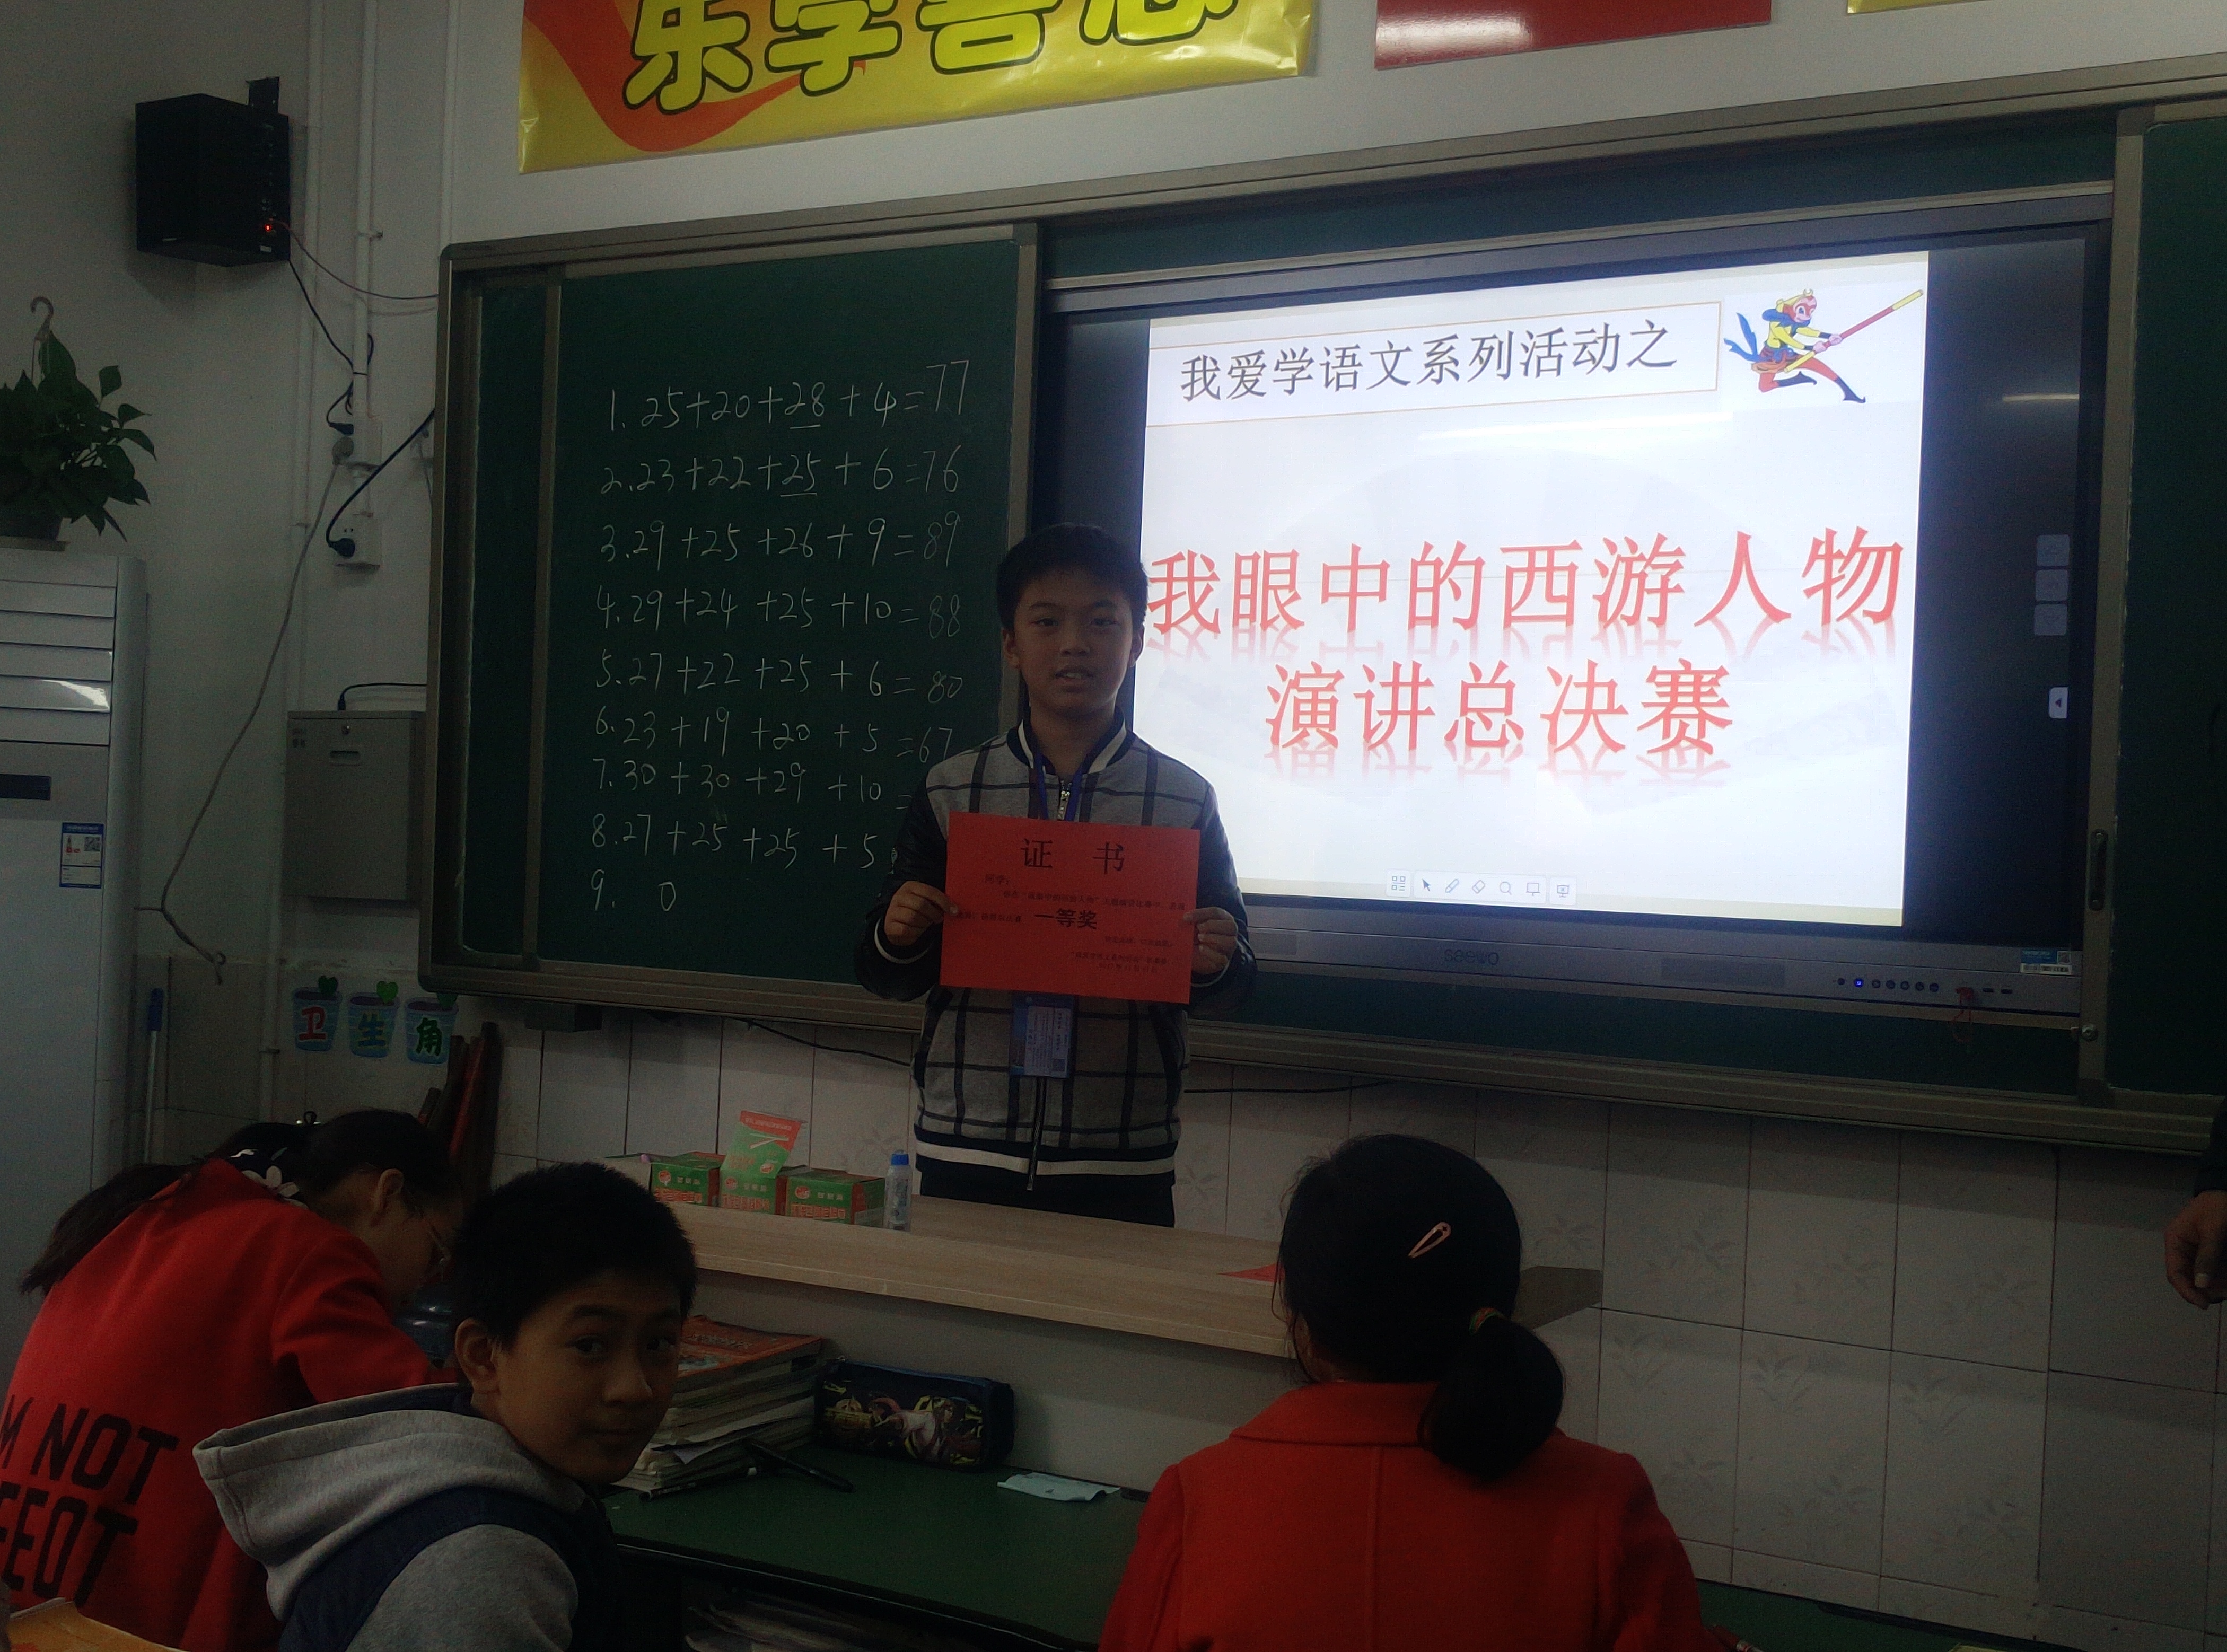 乐学善思
1. 25+20+28+4=77
2. 23+22+25+6=76
3. 29+25+26+9=89
4. 29+24+25+10=88
5. 27+22+25+6=80
6. 23+19+20+5=67
7. 30+30+29+10=
8. 27+25+25+5
9. 0
我爱学语文系列活动之
我眼中的西游人物
演讲总决赛
证 书
同学:
一等奖
seewo
卫生角
M NOT